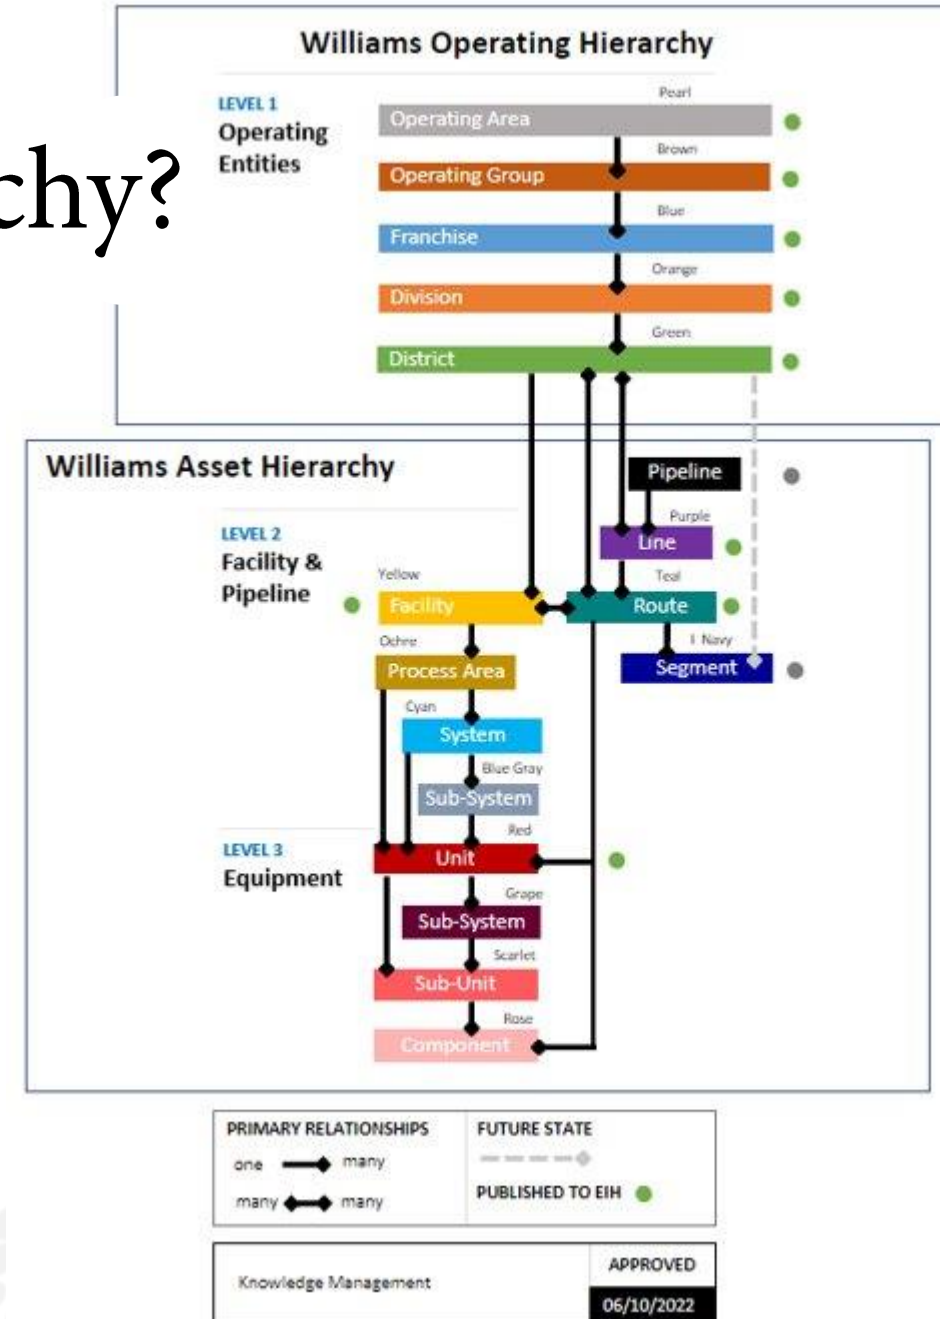 chy?
Williams Operating Hierarchy
LEVEL 1
Operating
Entities
Pearl
Operating Area
Brown
Operating Group
Blue
Franchise
Orange
Division
Green
District
Williams Asset Hierarchy
Pipeline
LEVEL 2
Facility &
Pipeline
Purple
Line
Yellow
Teal
Facility
Route
Ochre
I Navy
Process Area
Segment
Cyan
System
Blue Gray
Sub-System
Red
LEVEL 3
Equipment
Unit
Grape
Sub-System
Scarlet
Sub-Unit
Rose
Component
PRIMARY RELATIONSHIPS
one many
many many
FUTURE STATE
PUBLISHED TO EIH
Knowledge Management
APPROVED
06/10/2022